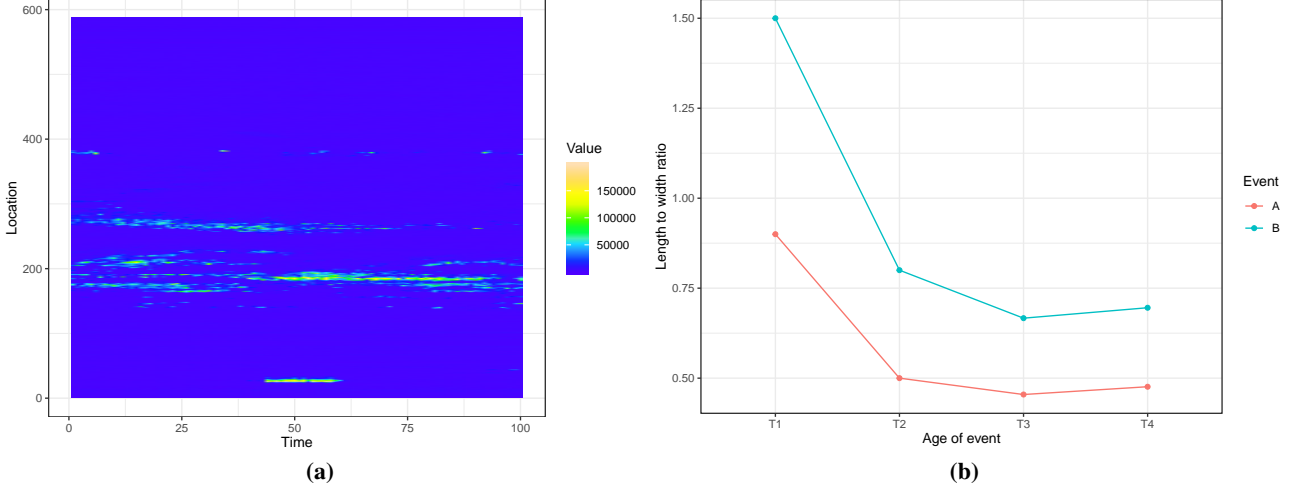 600
400
200
0
Location
0 25 50 75 100
Time
Value
150000
100000
50000
(a)
1.50
1.25
1.00
0.75
0.50
Length to width ratio
T1 T2 T3 T4
Age of event
Event
A
B
(b)